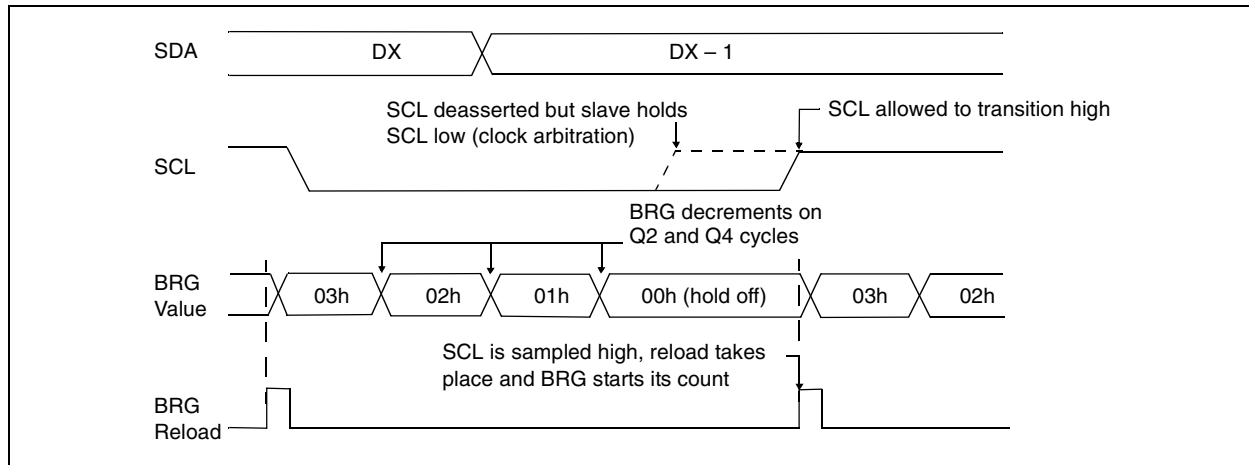 SDA
DX
DX – 1
SCL deasserted but slave holds
SCL low (clock arbitration)
SCL allowed to transition high
SCL
BRG decrements on
Q2 and Q4 cycles
BRG
Value
03h
02h
01h
00h (hold off)
03h
02h
SCL is sampled high, reload takes
place and BRG starts its count
BRG
Reload